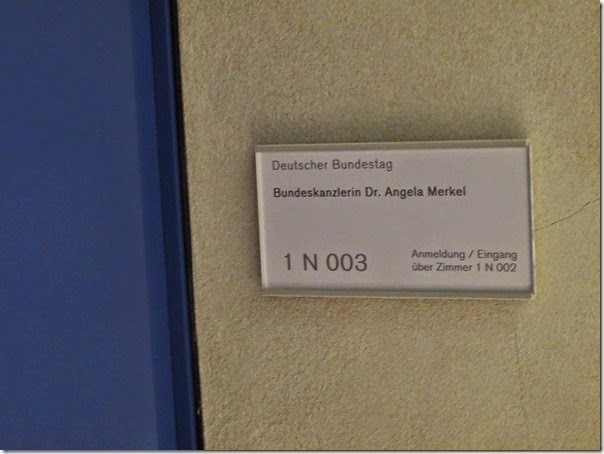 Deutscher Bundestag
Bundeskanzlerin Dr. Angela Merkel
1 N 003
Anmeldung / Eingang
über Zimmer 1 N 002